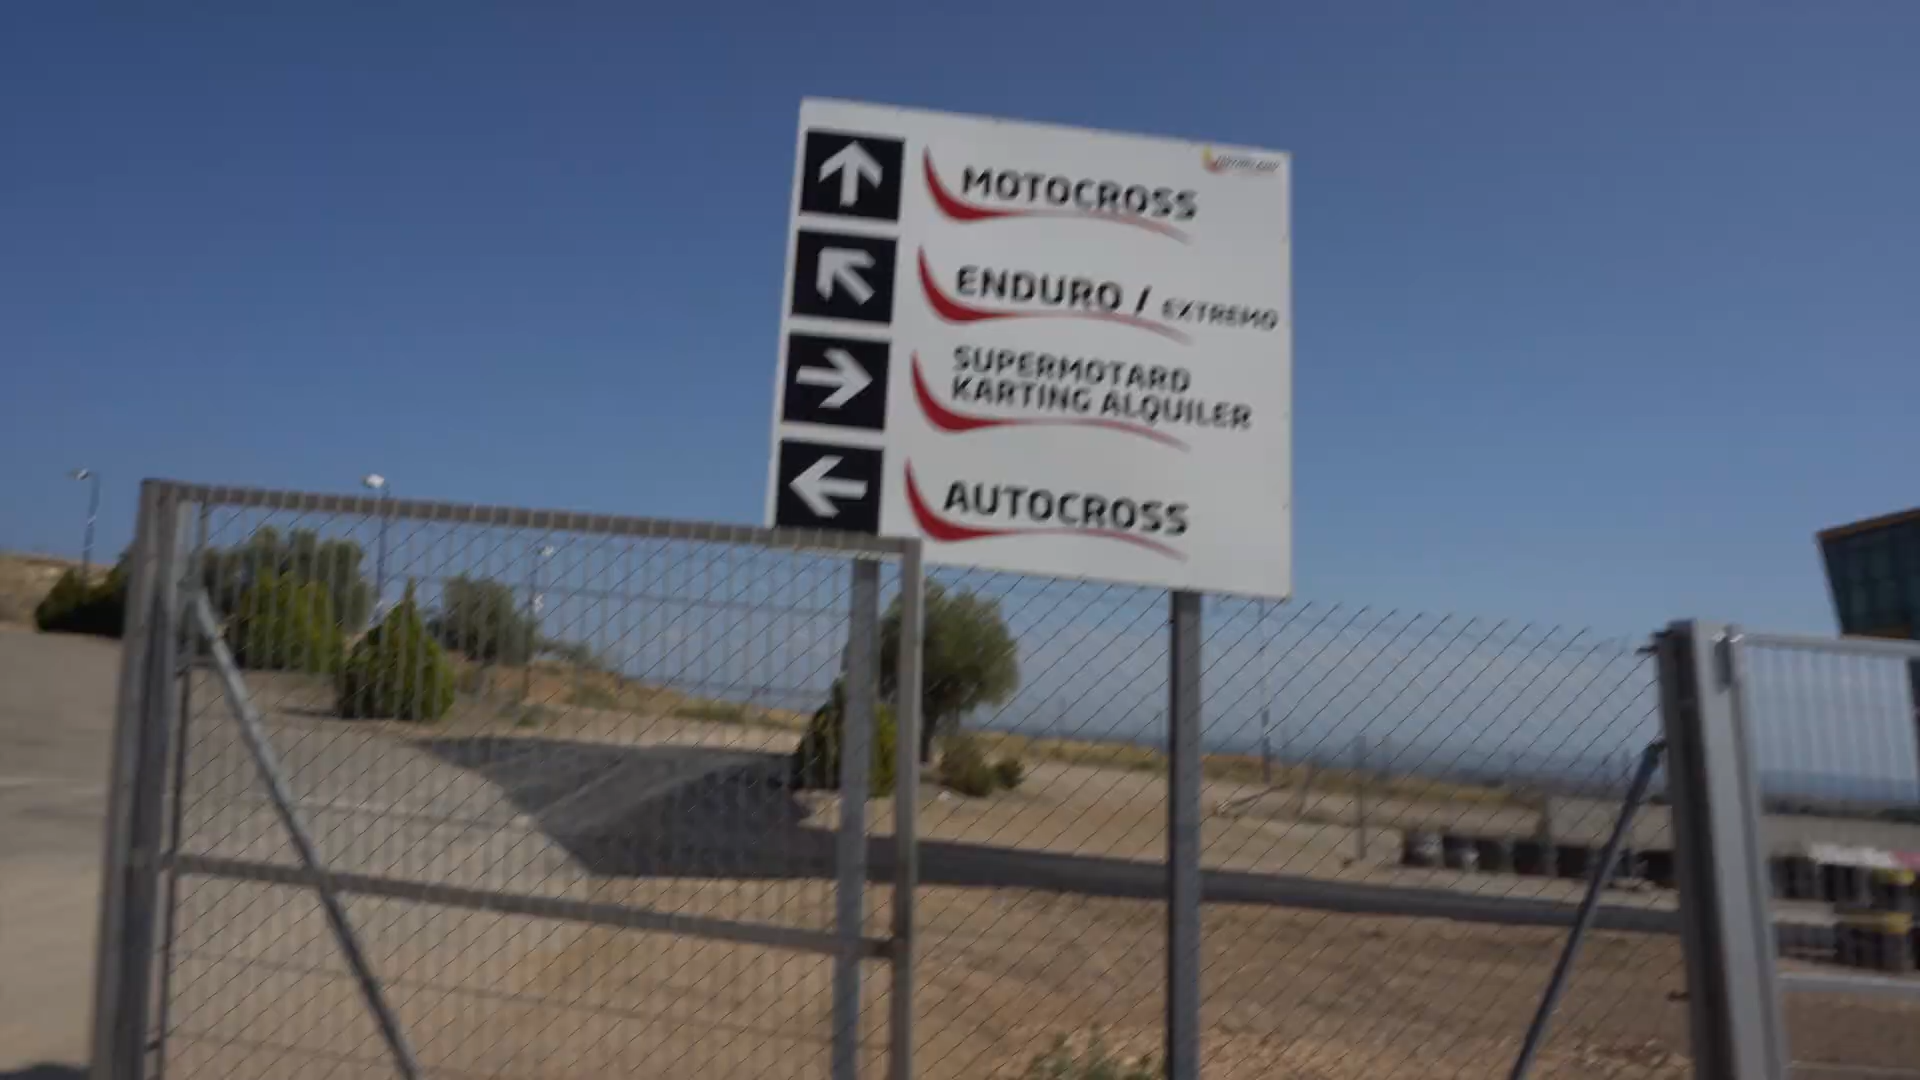 MOTOCROSS
ENDURO / EXTREMO
SUPERMOTARD
KARTING ALQUILER
AUTOCROSS